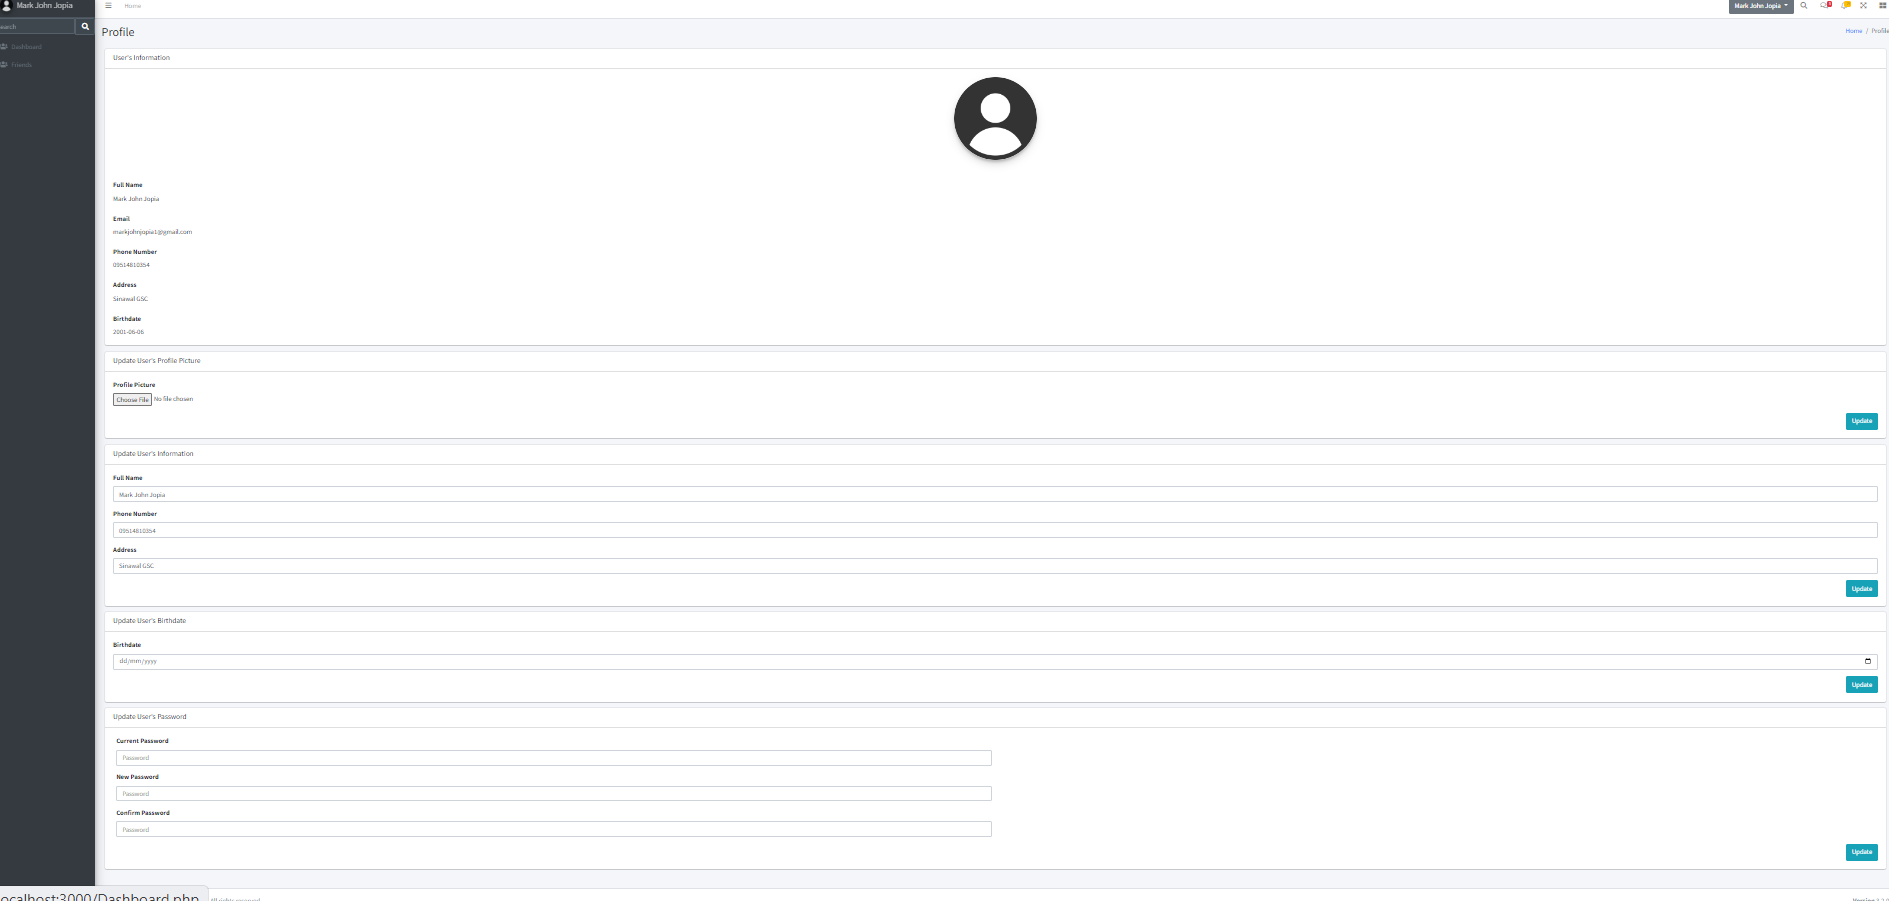 Mark John Jopia
Home
Mark John Jopia
earch
Dashboard
Friends
Profile
Home / Profile
User's Information
Full Name
Mark John Jopia
Email
markjohnjopia1@gmail.com
Phone Number
09514810354
Address
Sinawal GSC
Birthdate
2001-06-06
Update User's Profile Picture
Profile Picture
Choose File No file chosen
Update
Update User's Information
Full Name
Mark John Jopia
Phone Number
09514810354
Address
Sinawal GSC
Update
Update User's Birthdate
Birthdate
dd/mm/yyyy
Update
Update User's Password
Current Password
Password
New Password
Password
Confirm Password
Password
Update
ocalhost:3000/Dashboard.php
All rights reserved.
Version